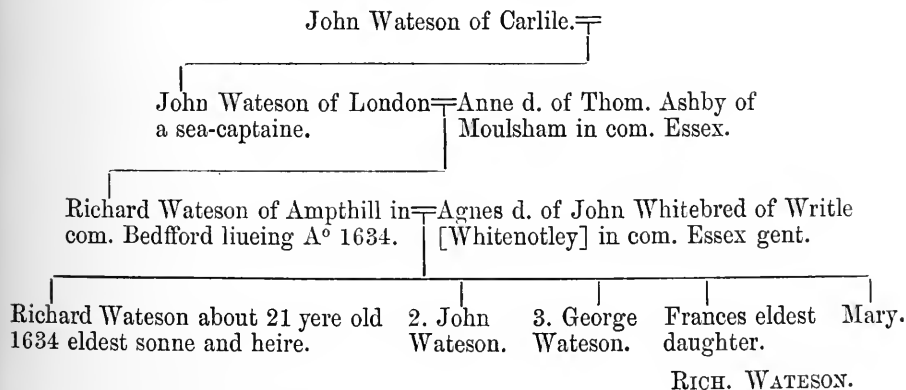 John Wateson of Carlile.
John Wateson of London
a sea-captaine.
Anne d. of Thom. Ashby of
Moulsham in com. Essex.
Richard Wateson of Ampthill in
com. Bedfford liueing Aº 1634.
Agnes d. of John Whitebred of Writle
[Whitenotley] in com. Essex gent.
Richard Wateson about 21 yere old
1634 eldest sonne and heire.
2. John
Wateson.
3. George
Wateson.
Frances eldest
daughter.
Mary.
RICH. WATESON.